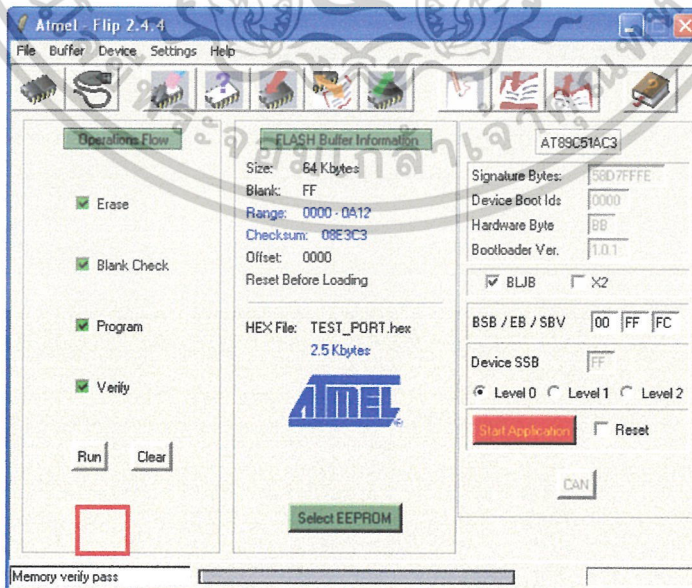 Atmel - Flip 2.4.4
File Buffer Device Settings Help
Operations Flow
Erase
Blank Check
Program
Verify
Run Clear
FLASH Buffer Information
Size: 64 Kbytes
Blank: FF
Range: 0000 - 0A12
Checksum: 08E3C3
Offset: 0000
Reset Before Loading
HEX File: TEST_PORT.hex
2.5 Kbytes
ATMEL
Select EEPROM
AT89C51AC3
Signature Bytes: 58D7FFFE
Device Boot Ids 0000
Hardware Byte BB
Bootloader Ver. 1.0.1
BLJB X2
BSB / EB / SBV 00 FF FC
Device SSB FF
Level 0 Level 1 Level 2
Start Application Reset
CAN
Memory verify pass